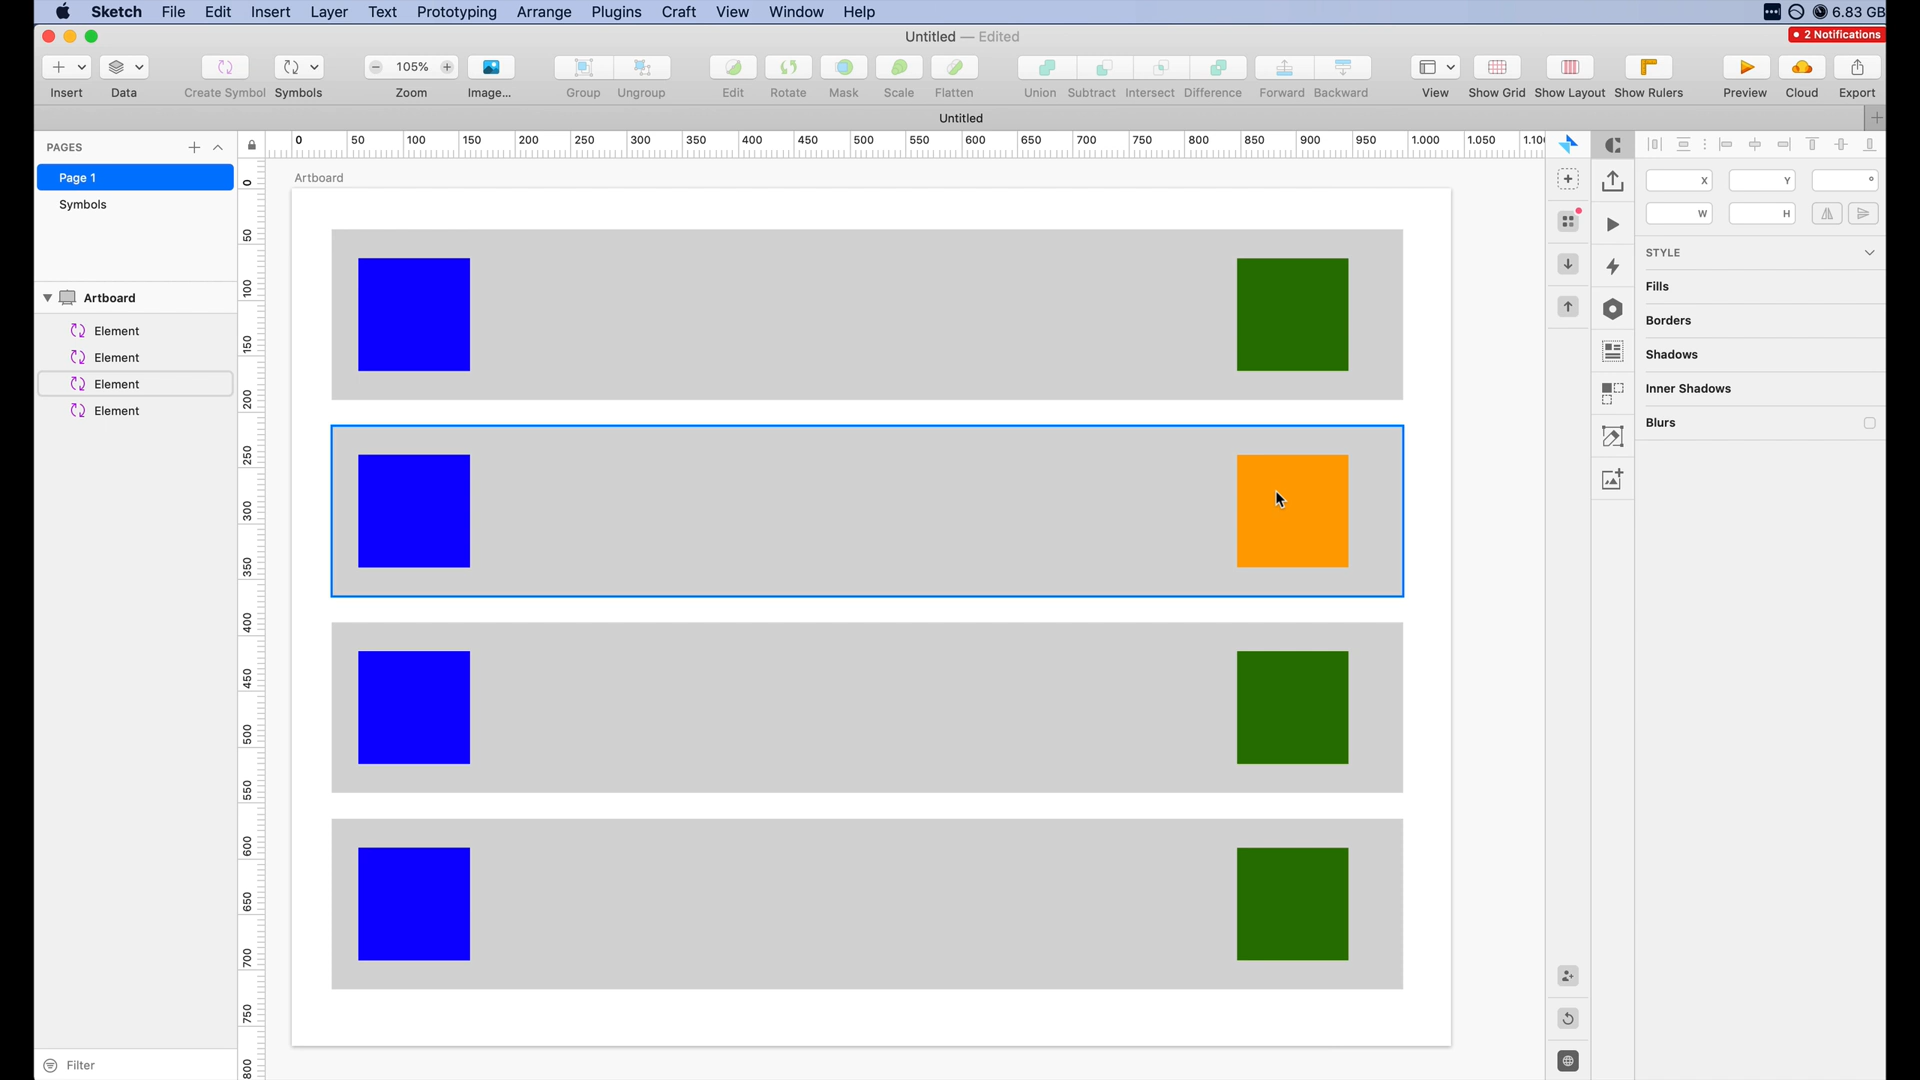 Sketch File Edit Insert Layer Text Prototyping Arrange Plugins Craft View Window Help 6.83 GB
Untitled — Edited
2 Notifications
105%
Insert Data Create Symbol Symbols Zoom Image... Group Ungroup Edit Rotate Mask Scale Flatten Union Subtract Intersect Difference Forward Backward View Show Grid Show Layout Show Rulers Preview Cloud Export
Untitled
PAGES
Page 1
Symbols
Artboard
Element
Element
Element
Element
Filter
0 50 100 150 200 250 300 350 400 450 500 550 600 650 700 750 800 850 900 950 1.000 1.050 1.10
0
50
100
150
200
250
300
350
400
450
500
550
600
650
700
750
800
Artboard
X Y °
W H
STYLE
Fills
Borders
Shadows
Inner Shadows
Blurs